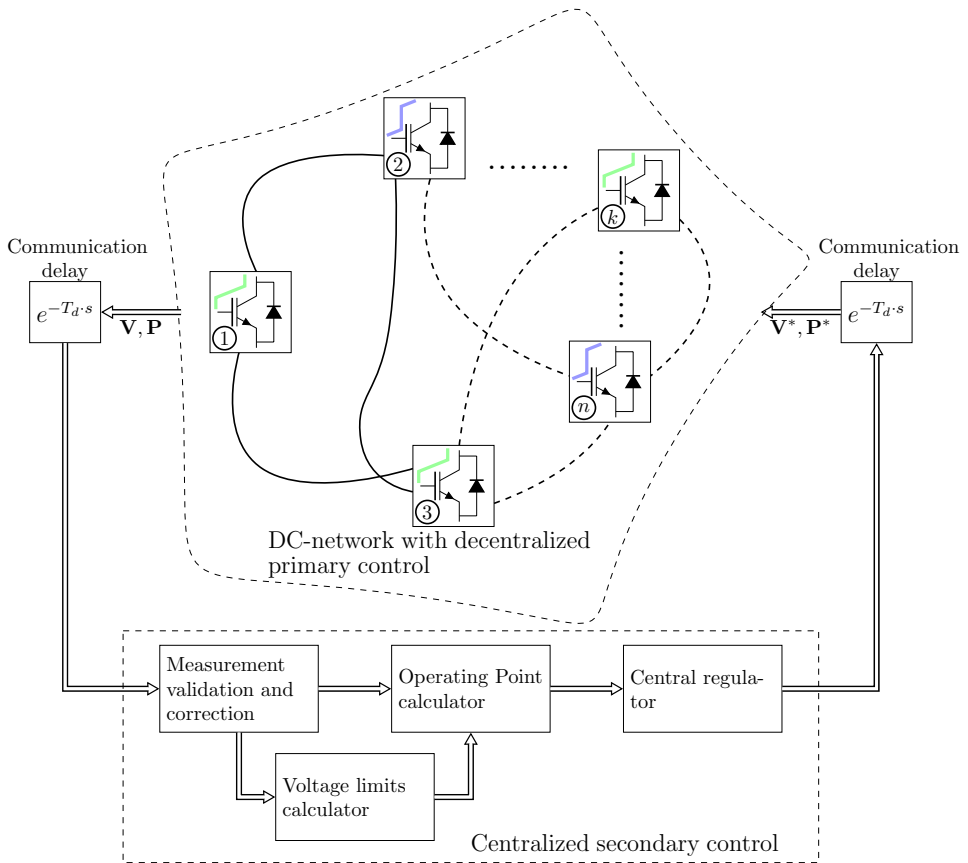 2
k
Communication
delay
e^{-T_d·s}
V, P
1
Communication
delay
e^{-T_d·s}
V*, P*
n
3
DC-network with decentralized
primary control
Measurement
validation and
correction
Operating Point
calculator
Central regula-
tor
Voltage limits
calculator
Centralized secondary control